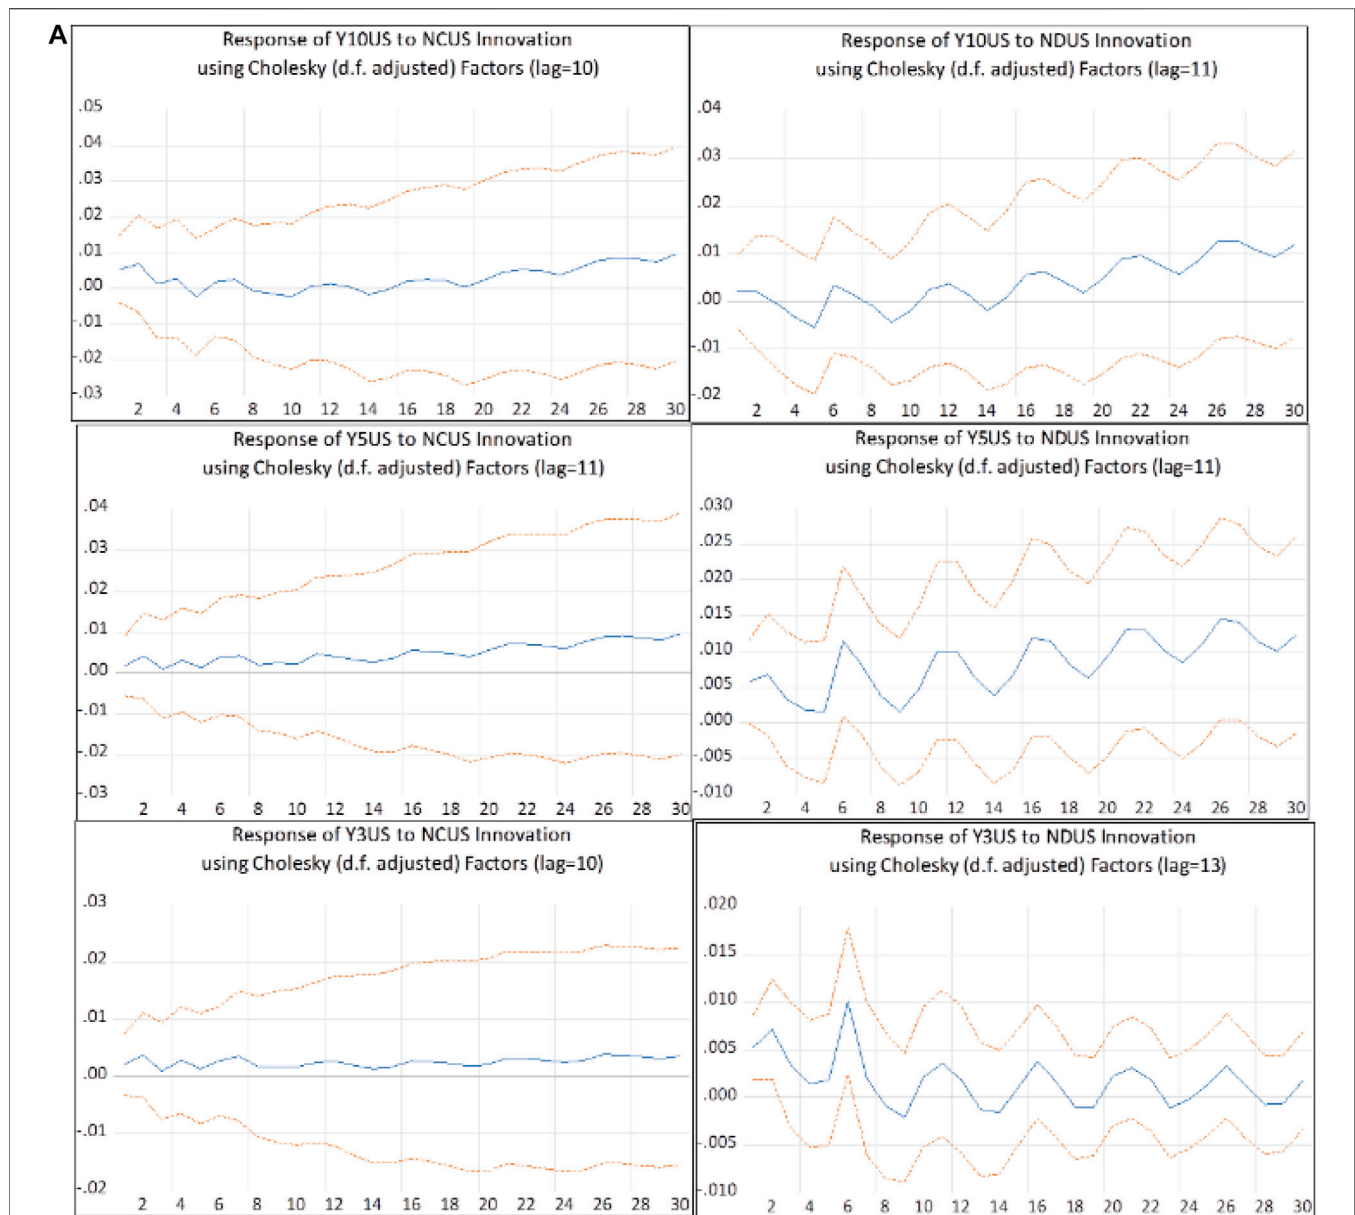 A
Response of Y10US to NCUS Innovation
using Cholesky (d.f. adjusted) Factors (lag=10)
.05
.04
.03
.02
.01
.00
-.01
-.02
-.03
2 4 6 8 10 12 14 16 18 20 22 24 26 28 30
Response of Y10US to NDUS Innovation
using Cholesky (d.f. adjusted) Factors (lag=11)
.04
.03
.02
.01
.00
-.01
-.02
2 4 6 8 10 12 14 16 18 20 22 24 26 28 30
Response of Y5US to NCUS Innovation
using Cholesky (d.f. adjusted) Factors (lag=11)
.04
.03
.02
.01
.00
-.01
-.02
-.03
2 4 6 8 10 12 14 16 18 20 22 24 26 28 30
Response of Y5US to NDUS Innovation
using Cholesky (d.f. adjusted) Factors (lag=11)
.030
.025
.020
.015
.010
.005
.000
-.005
-.010
2 4 6 8 10 12 14 16 18 20 22 24 26 28 30
Response of Y3US to NCUS Innovation
using Cholesky (d.f. adjusted) Factors (lag=10)
.03
.02
.01
.00
-.01
-.02
2 4 6 8 10 12 14 16 18 20 22 24 26 28 30
Response of Y3US to NDUS Innovation
using Cholesky (d.f. adjusted) Factors (lag=13)
.020
.015
.010
.005
.000
-.005
-.010
2 4 6 8 10 12 14 16 18 20 22 24 26 28 30